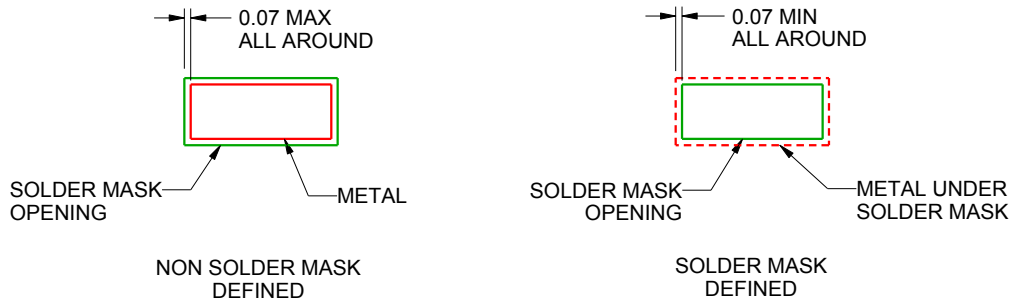 0.07 MAX
ALL AROUND
SOLDER MASK
OPENING
METAL
NON SOLDER MASK
DEFINED
0.07 MIN
ALL AROUND
SOLDER MASK
OPENING
METAL UNDER
SOLDER MASK
SOLDER MASK
DEFINED